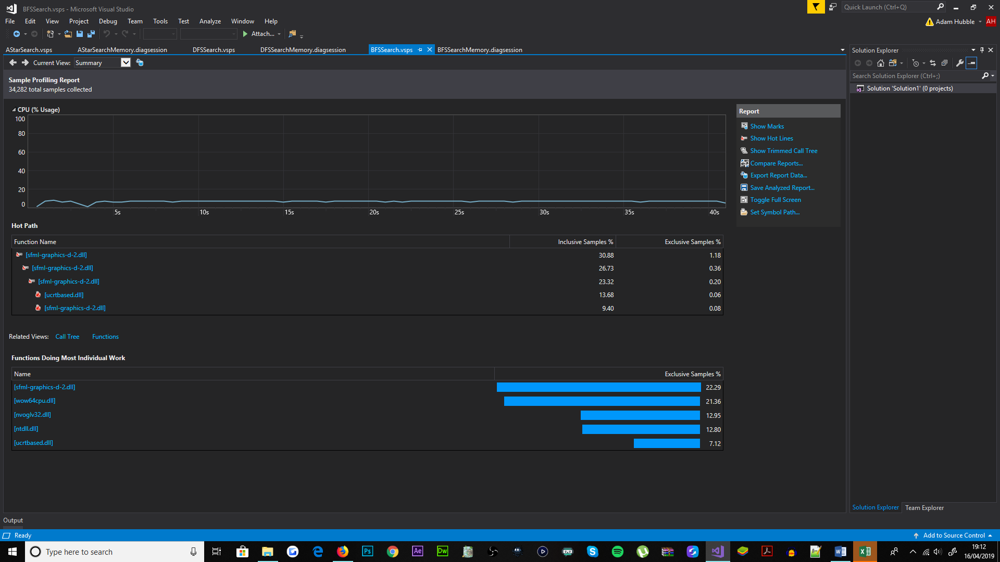 BFSSearch.vsps - Microsoft Visual Studio
Quick Launch (Ctrl+Q)
File Edit View Project Debug Team Tools Test Analyze Window Help
Adam Hubble AH
Attach...
AStarSearch.vsps AStarSearchMemory.diagsession DFSSearch.vsps DFSSearchMemory.diagsession BFSSearch.vsps BFSSearchMemory.diagsession
Solution Explorer
Current View: Summary
Search Solution Explorer (Ctrl+;)
Sample Profiling Report
34,282 total samples collected
Solution 'Solution1' (0 projects)
CPU (% Usage)
100
80
60
40
20
0
5s 10s 15s 20s 25s 30s 35s 40s
Report
Show Marks
Show Hot Lines
Show Trimmed Call Tree
Compare Reports...
Export Report Data...
Save Analyzed Report...
Toggle Full Screen
Set Symbol Path...
Hot Path
Function Name Inclusive Samples % Exclusive Samples %
[sfml-graphics-d-2.dll] 30.88 1.18
[sfml-graphics-d-2.dll] 26.73 0.36
[sfml-graphics-d-2.dll] 23.32 0.20
[ucrtbased.dll] 13.68 0.06
[sfml-graphics-d-2.dll] 9.40 0.08
Related Views: Call Tree Functions
Functions Doing Most Individual Work
Name Exclusive Samples %
[sfml-graphics-d-2.dll] 22.29
[wow64cpu.dll] 21.36
[nvoglv32.dll] 12.95
[ntdll.dll] 12.80
[ucrtbased.dll] 7.12
Solution Explorer Team Explorer
Output
Ready
Add to Source Control
Type here to search
Ps Ae Dw
19:12
16/04/2019